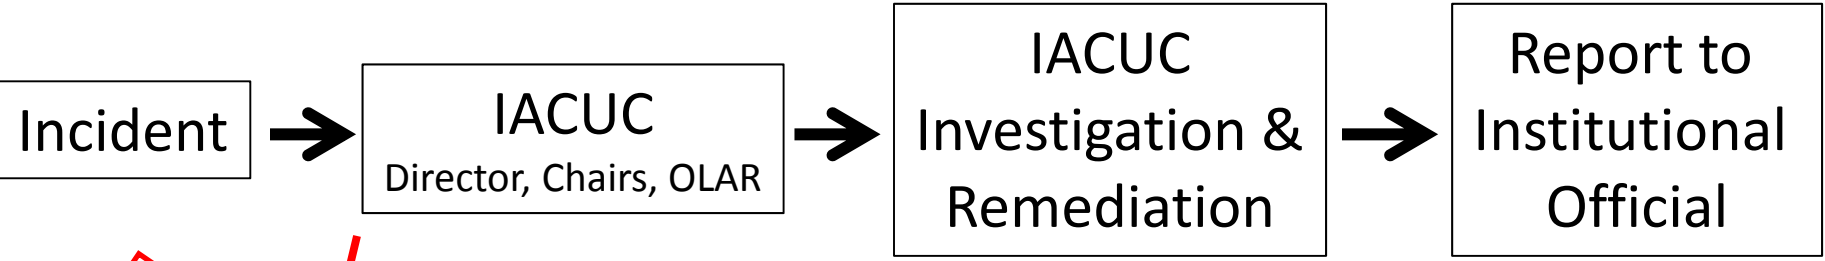 Incident
IACUC
Director, Chairs, OLAR
IACUC
Investigation &
Remediation
Report to
Institutional
Official